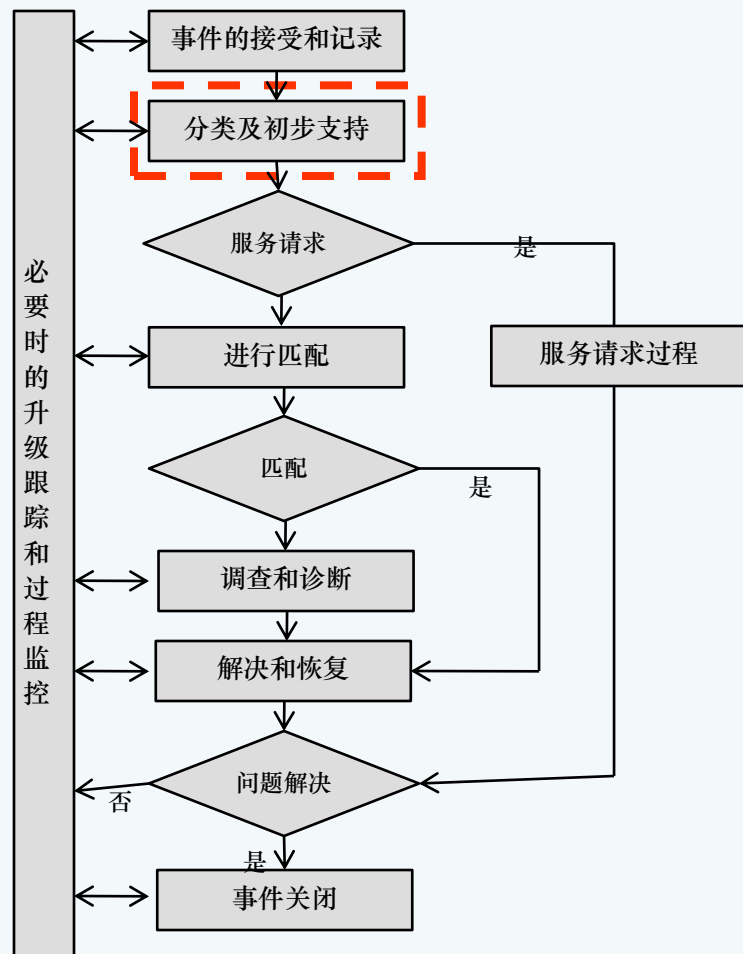 事件的接受和记录
分类及初步支持
服务请求
是
进行匹配
服务请求过程
匹配
是
调查和诊断
解决和恢复
问题解决
否
是
事件关闭
必要时的升级跟踪和过程监控